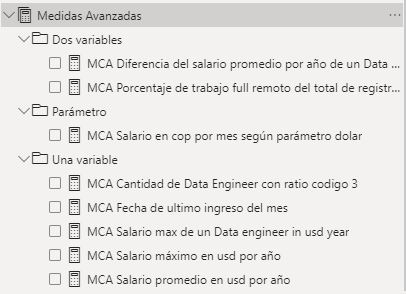 Medidas Avanzadas
Dos variables
MCA Diferencia del salario promedio por año de un Data ...
MCA Porcentaje de trabajo full remoto del total de registr...
Parámetro
MCA Salario en cop por mes según parámetro dolar
Una variable
MCA Cantidad de Data Engineer con ratio codigo 3
MCA Fecha de ultimo ingreso del mes
MCA Salario max de un Data engineer in usd year
MCA Salario máximo en usd por año
MCA Salario promedio en usd por año